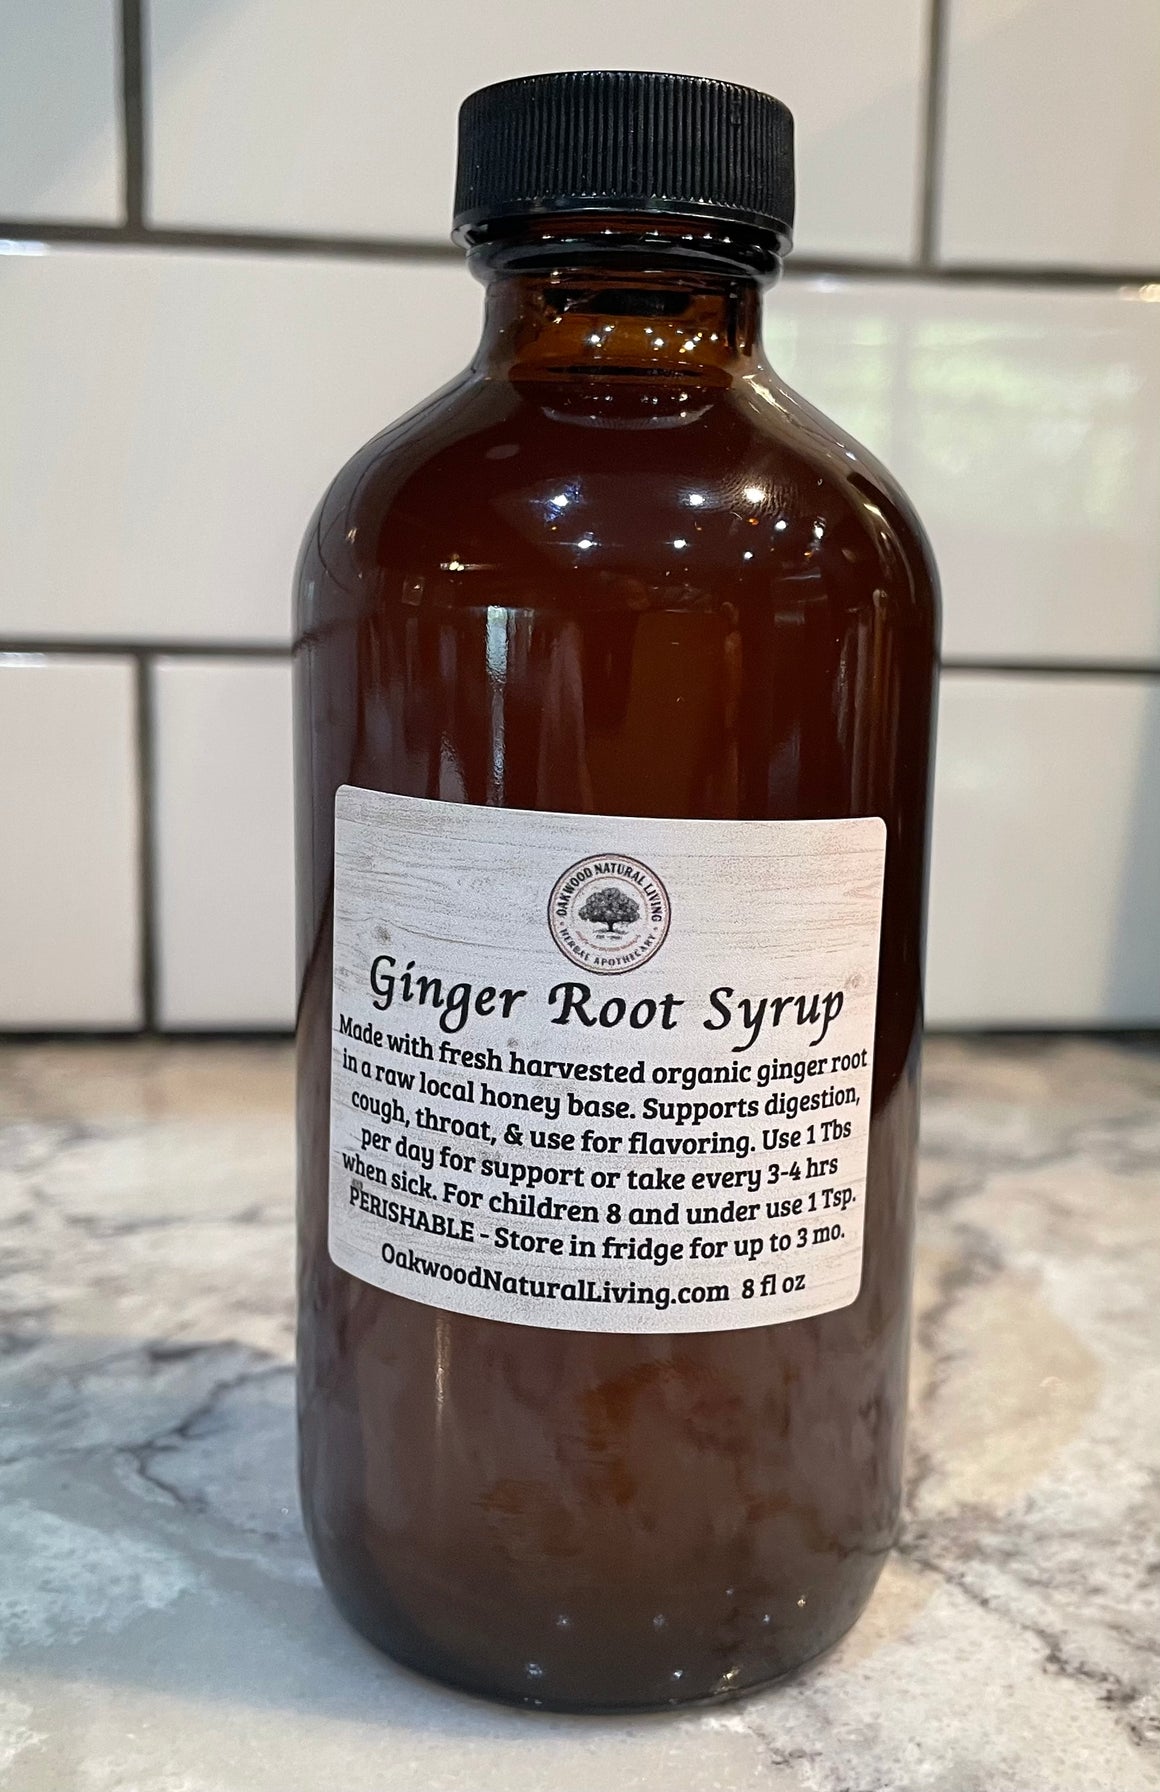 OAKWOOD NATURAL LIVING
HERBAL APOTHECARY
Ginger Root Syrup
Made with fresh harvested organic ginger root
in a raw local honey base. Supports digestion,
cough, throat, & use for flavoring. Use 1 Tbs
per day for support or take every 3-4 hrs
when sick. For children 8 and under use 1 Tsp.
PERISHABLE - Store in fridge for up to 3 mo.
OakwoodNaturalLiving.com 8 fl oz